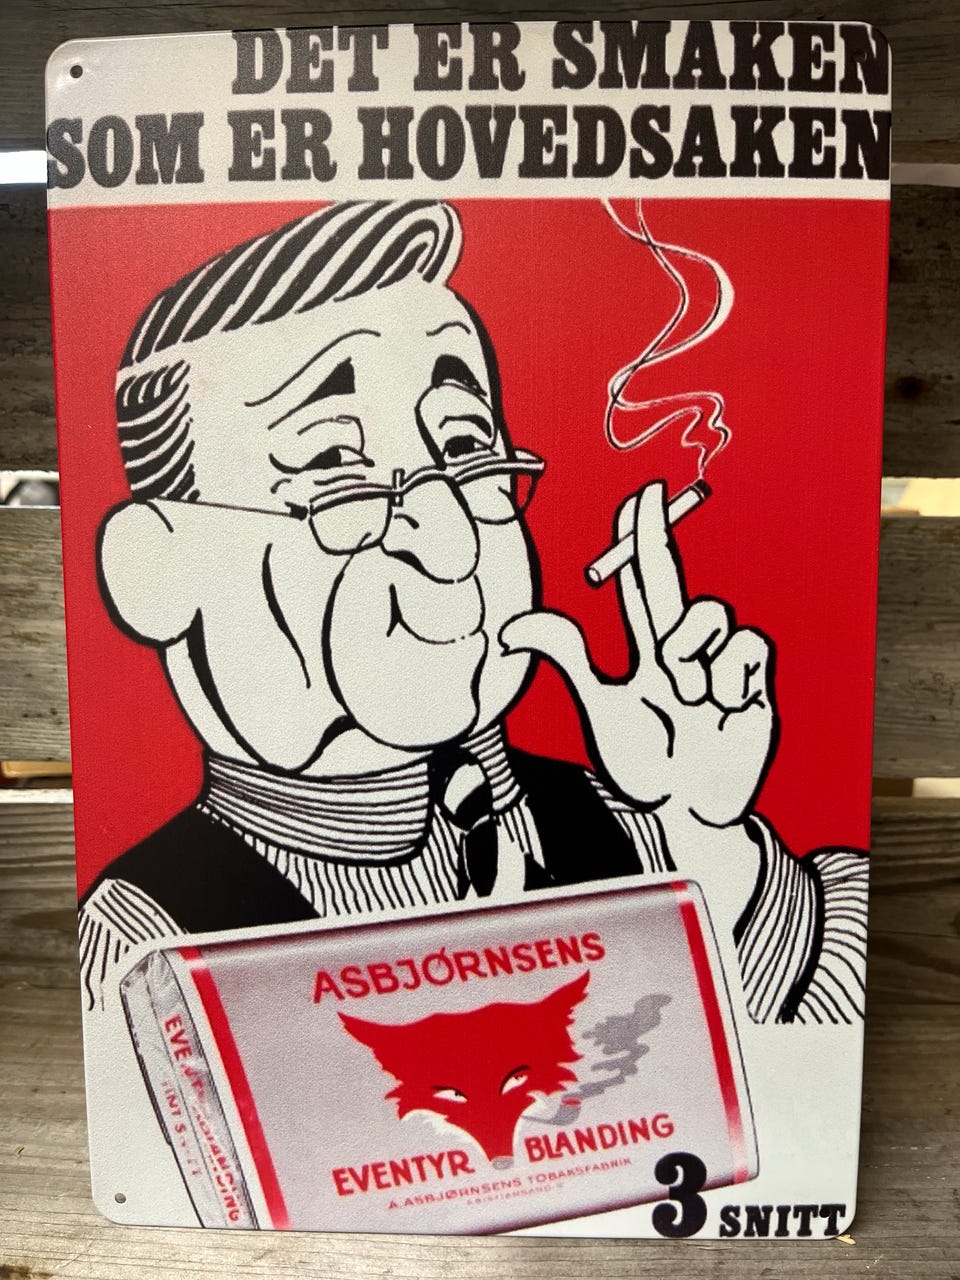 DET ER SMAKEN
SOM ER HOVEDSAKEN
ASBJØRNSENS
EVENTYR BLANDING
A. ASBJØRNSENS TOBAKSFABRIK
3 SNITT